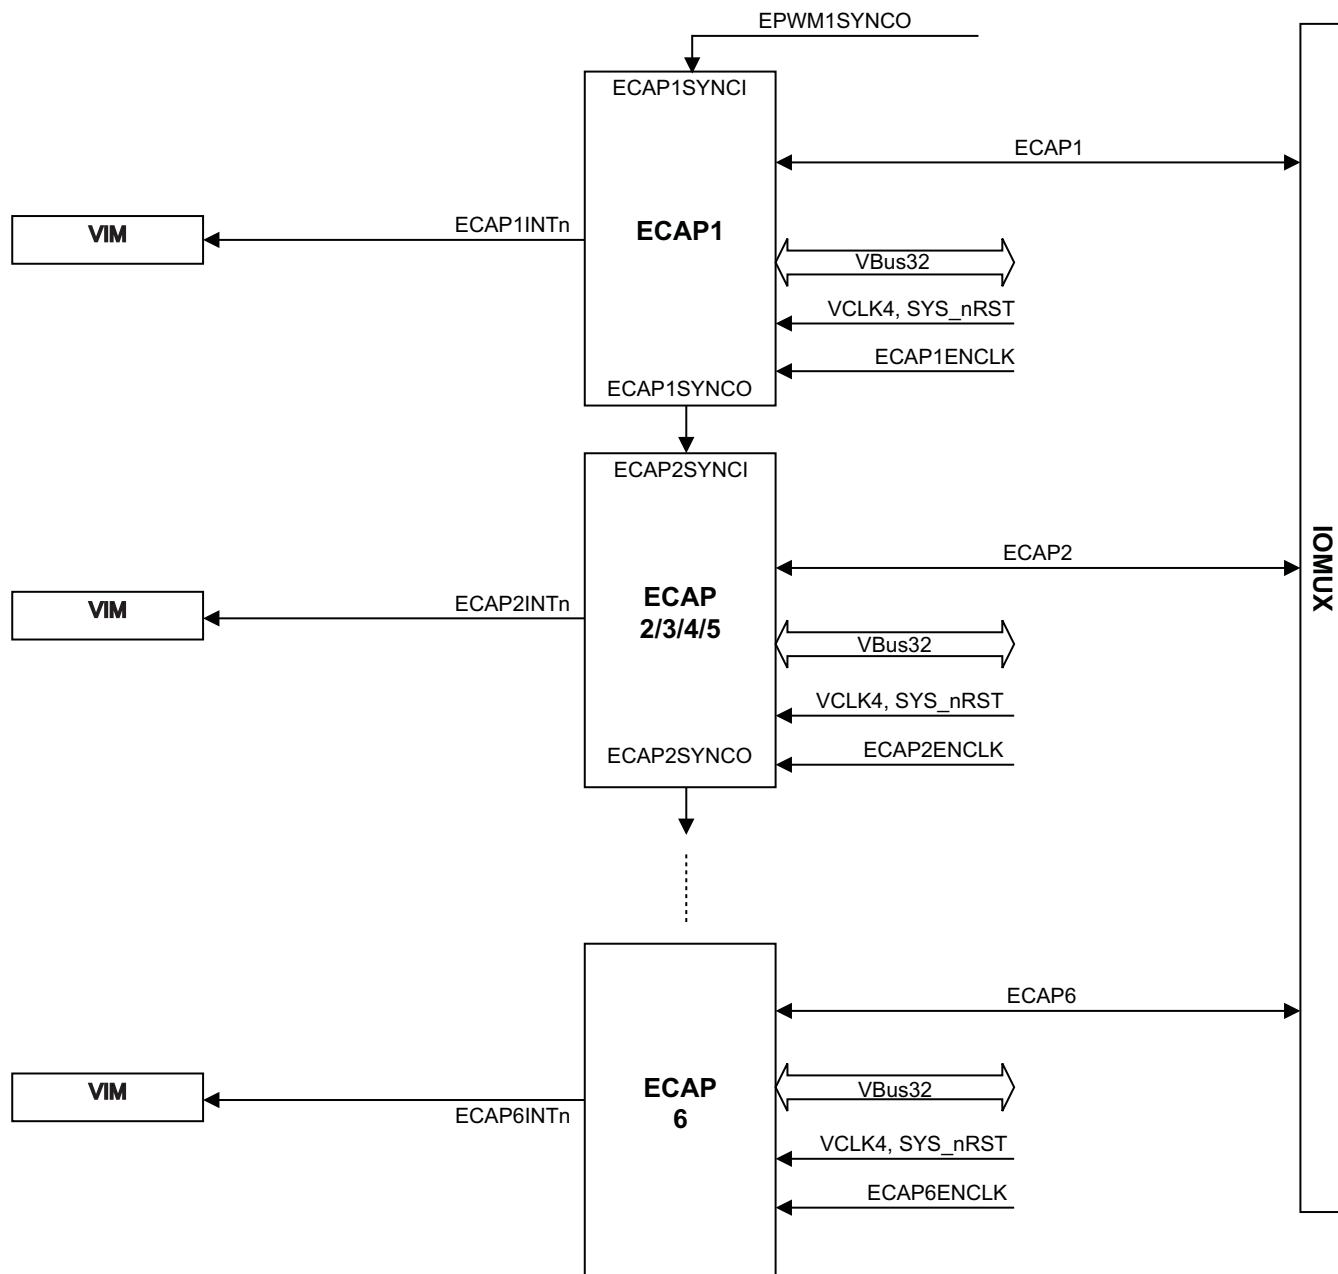 EPWM1SYNCO
ECAP1SYNCI
ECAP1
ECAP1INTn
VIM
ECAP1
VBus32
VCLK4, SYS_nRST
ECAP1ENCLK
ECAP1SYNCO
ECAP2SYNCI
IOMUX
ECAP2
ECAP2INTn
VIM
ECAP
2/3/4/5
VBus32
VCLK4, SYS_nRST
ECAP2SYNCO
ECAP2ENCLK
ECAP6
VIM
ECAP6INTn
ECAP
6
VBus32
VCLK4, SYS_nRST
ECAP6ENCLK